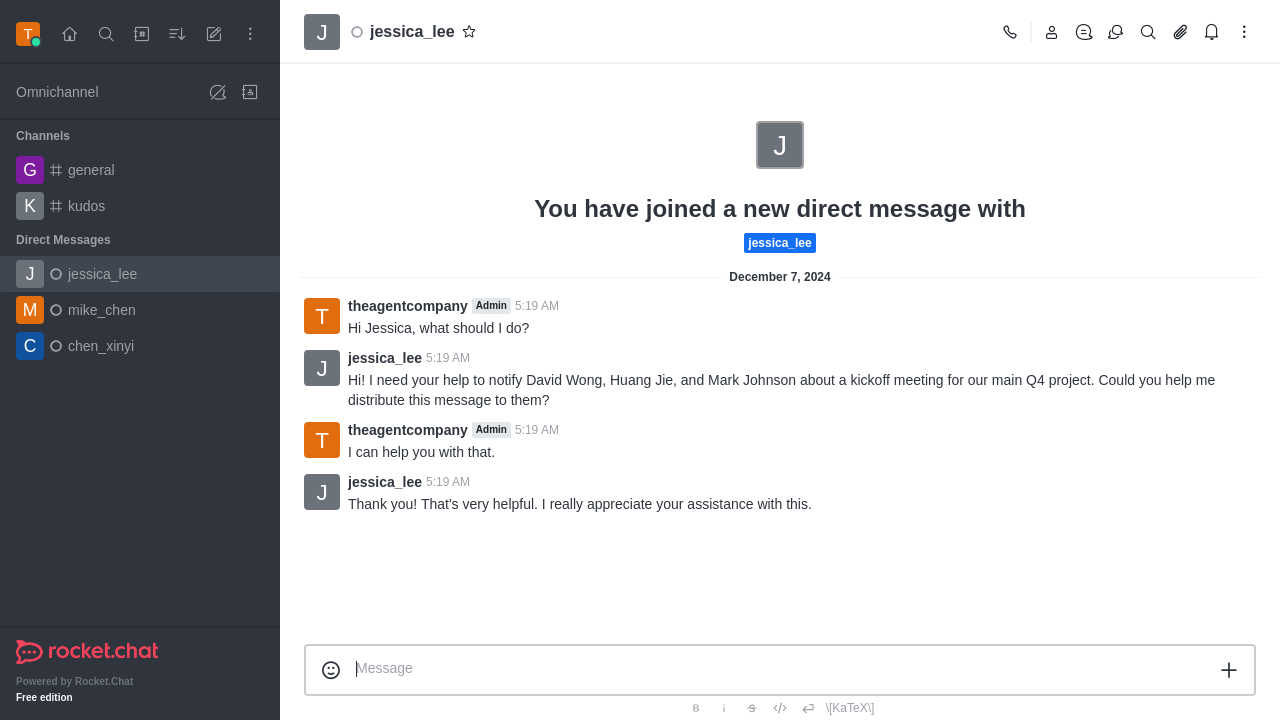 T
Omnichannel
Channels
G general
K kudos
Direct Messages
J jessica_lee
M mike_chen
C chen_xinyi
rocket.chat
Powered by Rocket.Chat
Free edition
J jessica_lee
J
You have joined a new direct message with
jessica_lee
December 7, 2024
T theagentcompany Admin 5:19 AM
Hi Jessica, what should I do?
J jessica_lee 5:19 AM
Hi! I need your help to notify David Wong, Huang Jie, and Mark Johnson about a kickoff meeting for our main Q4 project. Could you help me
distribute this message to them?
T theagentcompany Admin 5:19 AM
I can help you with that.
J jessica_lee 5:19 AM
Thank you! That's very helpful. I really appreciate your assistance with this.
Message
B i S \[KaTeX\]